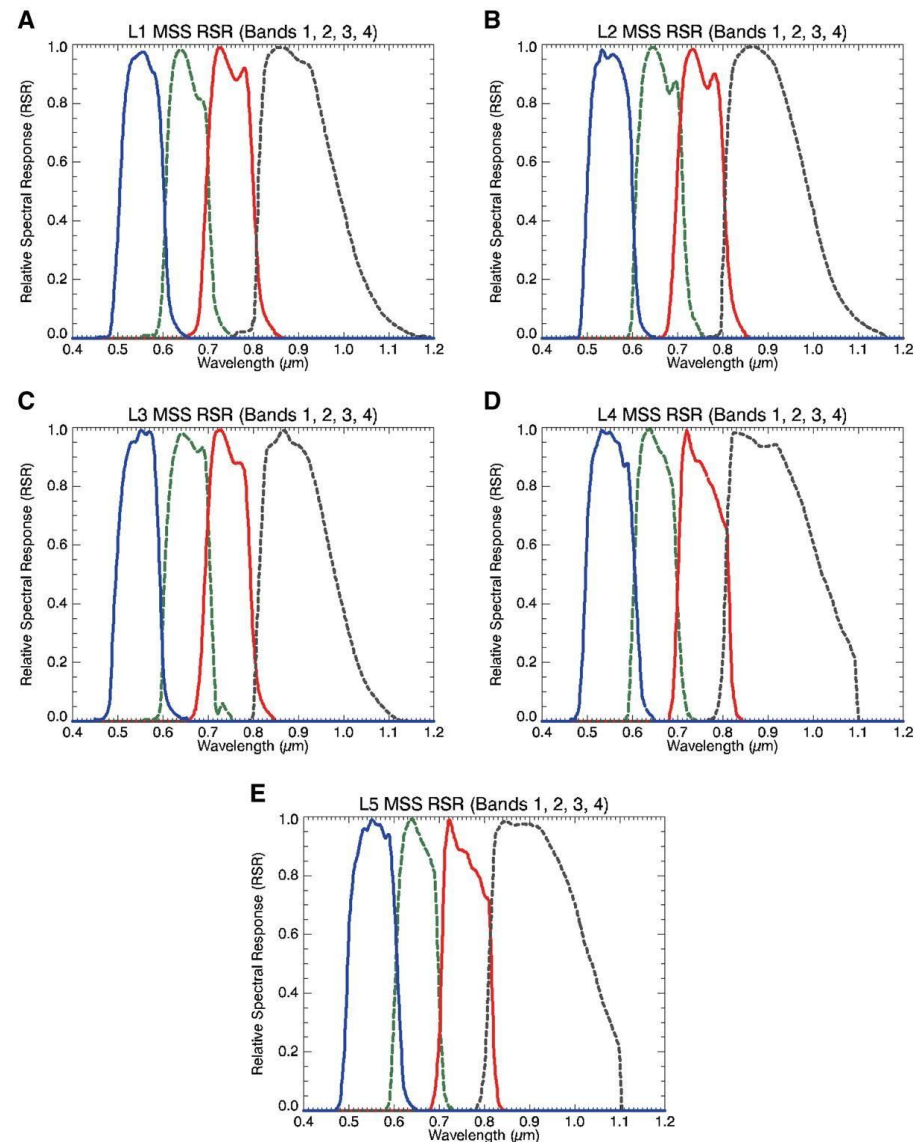 A
L1 MSS RSR (Bands 1, 2, 3, 4)
Relative Spectral Response (RSR)
1.0
0.8
0.6
0.4
0.2
0.0
0.4 0.5 0.6 0.7 0.8 0.9 1.0 1.1 1.2
Wavelength (μm)
B
L2 MSS RSR (Bands 1, 2, 3, 4)
Relative Spectral Response (RSR)
1.0
0.8
0.6
0.4
0.2
0.0
0.4 0.5 0.6 0.7 0.8 0.9 1.0 1.1 1.2
Wavelength (μm)
C
L3 MSS RSR (Bands 1, 2, 3, 4)
Relative Spectral Response (RSR)
1.0
0.8
0.6
0.4
0.2
0.0
0.4 0.5 0.6 0.7 0.8 0.9 1.0 1.1 1.2
Wavelength (μm)
D
L4 MSS RSR (Bands 1, 2, 3, 4)
Relative Spectral Response (RSR)
1.0
0.8
0.6
0.4
0.2
0.0
0.4 0.5 0.6 0.7 0.8 0.9 1.0 1.1 1.2
Wavelength (μm)
E
L5 MSS RSR (Bands 1, 2, 3, 4)
Relative Spectral Response (RSR)
1.0
0.8
0.6
0.4
0.2
0.0
0.4 0.5 0.6 0.7 0.8 0.9 1.0 1.1 1.2
Wavelength (μm)